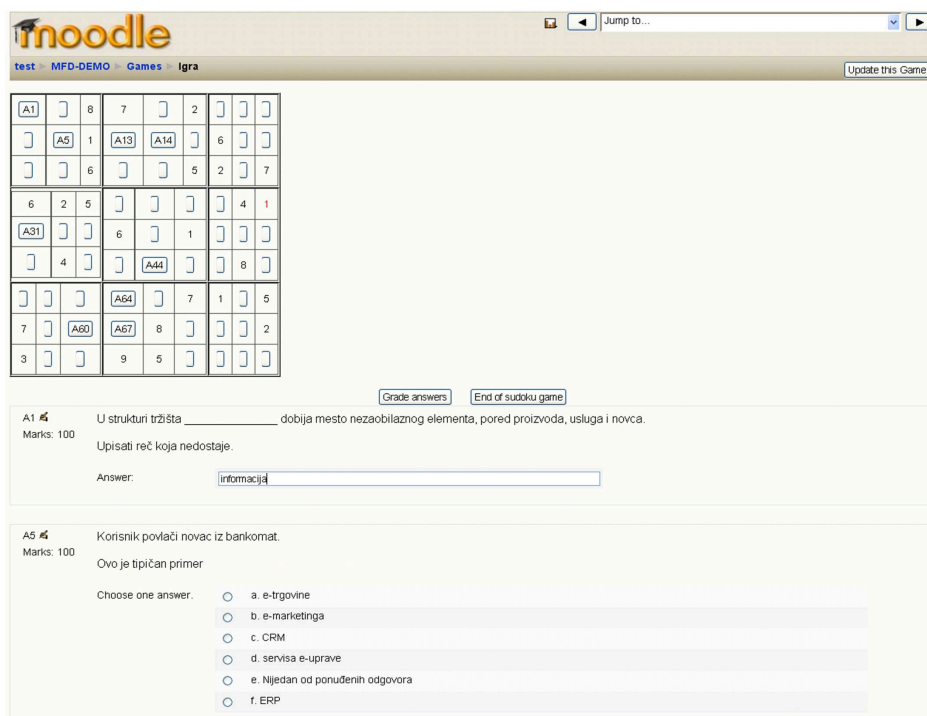 moodle
Jump to...
test ► MFD-DEMO ► Games ► Igra
Update this Game
A1 8 7 2
A5 1 A13 A14 6
6 5 2 7
6 2 5 4 1
A31 6 1
4 A44 8
A64 7 1 5
7 A60 A67 8 2
3 9 5
Grade answers End of sudoku game
A1
Marks: 100
U strukturi tržišta ________________ dobija mesto nezaobilaznog elementa, pored proizvoda, usluga i novca.
Upisati reč koja nedostaje.
Answer: informacija
A5
Marks: 100
Korisnik povlači novac iz bankomat.
Ovo je tipičan primer
Choose one answer.
a. e-trgovine
b. e-marketinga
c. CRM
d. servisa e-uprave
e. Nijedan od ponuđenih odgovora
f. ERP